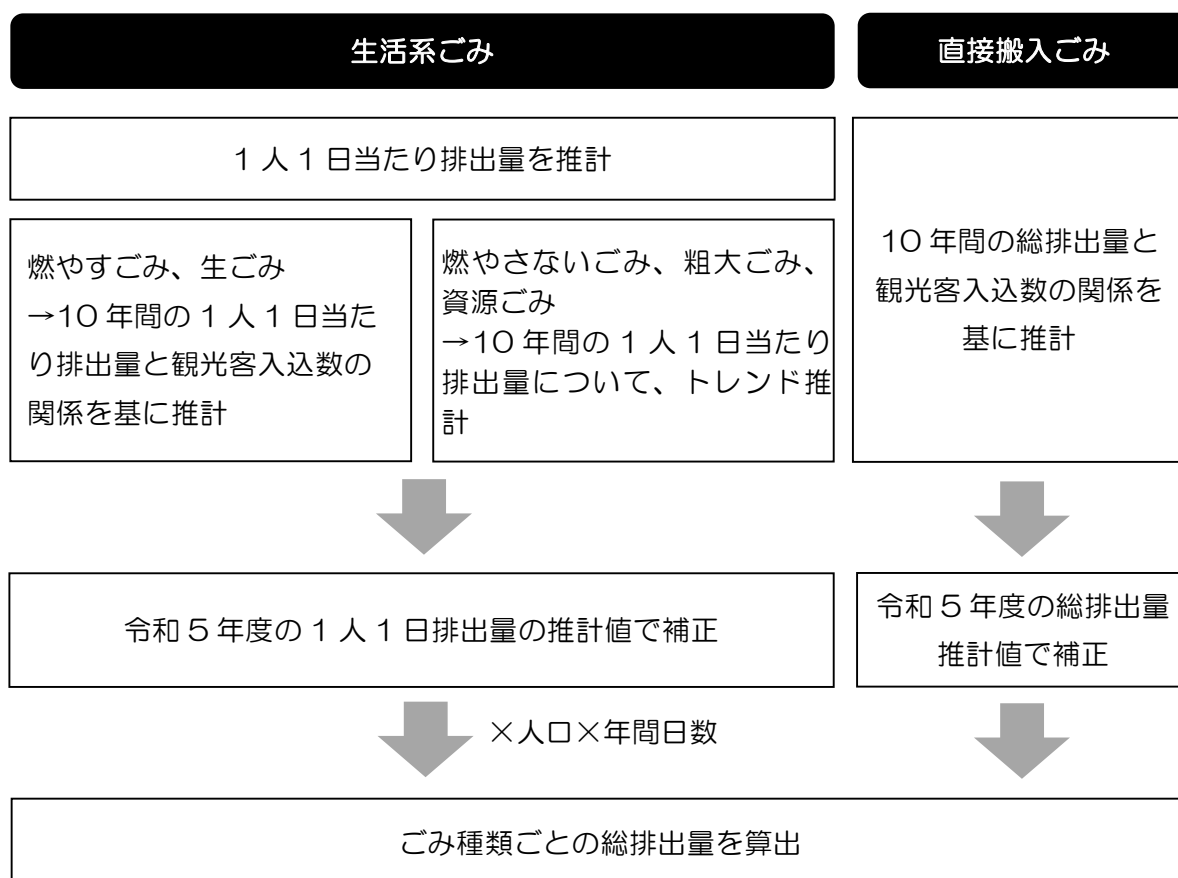 生活系ごみ
直接搬入ごみ
1人1日当たり排出量を推計
燃やすごみ、生ごみ
→10年間の1人1日当た
り排出量と観光客入込数の
関係を基に推計
燃やさないごみ、粗大ごみ、
資源ごみ
→10年間の1人1日当たり
排出量について、トレンド推
計
10年間の総排出量と
観光客入込数の関係を
基に推計
令和5年度の1人1日排出量の推計値で補正
令和5年度の総排出量
推計値で補正
×人口×年間日数
ごみ種類ごとの総排出量を算出